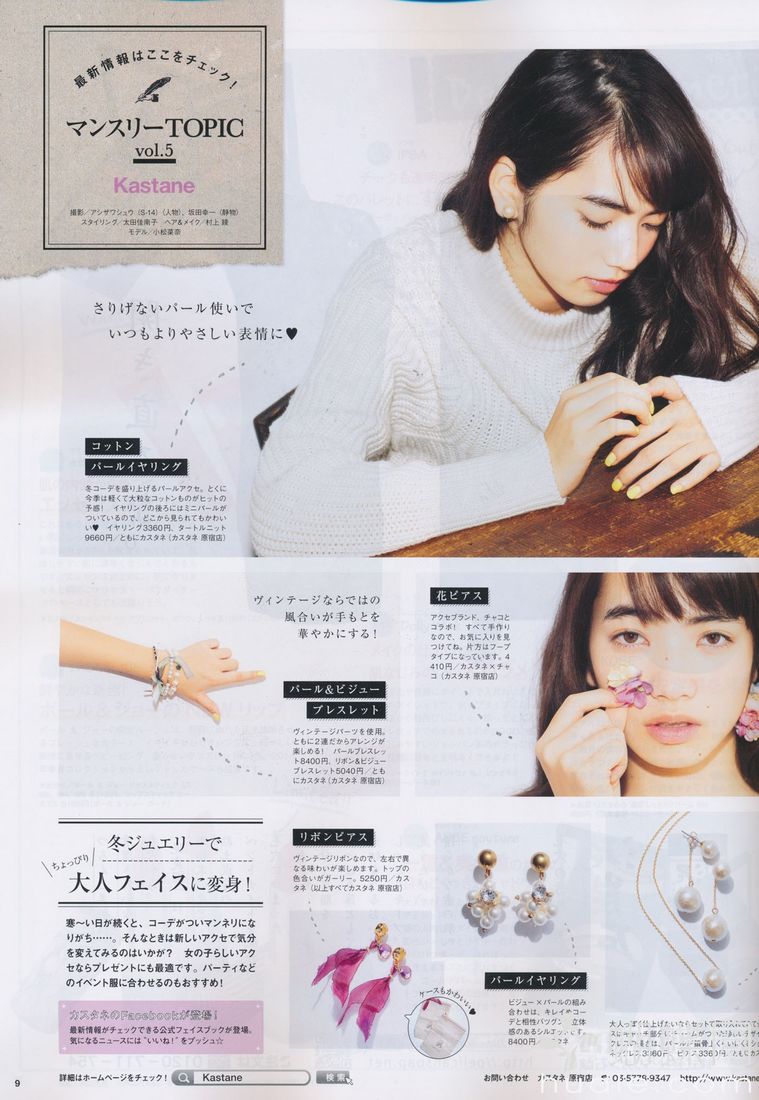 最新情報はここをチェック！
マンスリーTOPIC
vol.5
Kastane
撮影／アシザワシュウ（S-14）（人物）、坂田幸一（静物）
スタイリング／太田佳南子　ヘア&メイク／村上 綾
モデル／小松菜奈
さりげないパール使いで
いつもよりやさしい表情に♥
コットン
パールイヤリング
冬コーデを盛り上げるパールアクセ。とくに
今季は軽くて大粒なコットンものがヒットの
予感！　イヤリングの後ろにはミニパールが
ついているので、どこから見られてもかわい
い♥　イヤリング3360円、タートルニット
9660円／ともにカスタネ（カスタネ 原宿店）
ヴィンテージならではの
風合いが手もとを
華やかにする！
パール＆ビジュー
ブレスレット
ヴィンテージパーツを使用。
ともに2連だからアレンジが
楽しめる！　パールブレスレ
ット8400円、リボン&ビジュー
ブレスレット5040円／とも
にカスタネ（カスタネ 原宿店）
花ピアス
アクセブランド、チャコと
コラボ！　すべて手作り
なので、お気に入りを見
つけてね。片方はフープ
タイプになっています。4
410円／カスタネ×チャ
コ（カスタネ 原宿店）
冬ジュエリーで
ちょっぴり
大人フェイスに変身！
寒〜い日が続くと、コーデがついマンネリにな
りがち……。そんなときは新しいアクセで気分
を変えてみるのはいかが？　女の子らしいアク
セならプレゼントにも最適です。パーティなど
のイベント服に合わせるのもおすすめ！
カスタネのFacebookが登場！
最新情報がチェックできる公式フェイスブックが登場。
気になるニュースには“いいね！”をプッシュ☆
リボンピアス
ヴィンテージリボンなので、左右で異
なる味わいが楽しめます。トップの
色合いがガーリー。5250円／カス
タネ（以上すべてカスタネ 原宿店）
ケースもかわいい♥
パールイヤリング
ビジュー×パールの組み
合わせは、キレイめコー
デと相性バツグン。立体
感のあるシルエット。
8400円
9
詳細はホームページをチェック！
Kastane
検索
お問い合わせ　カスタネ 原宿店　☎03-5778-9347　http://www.kastane